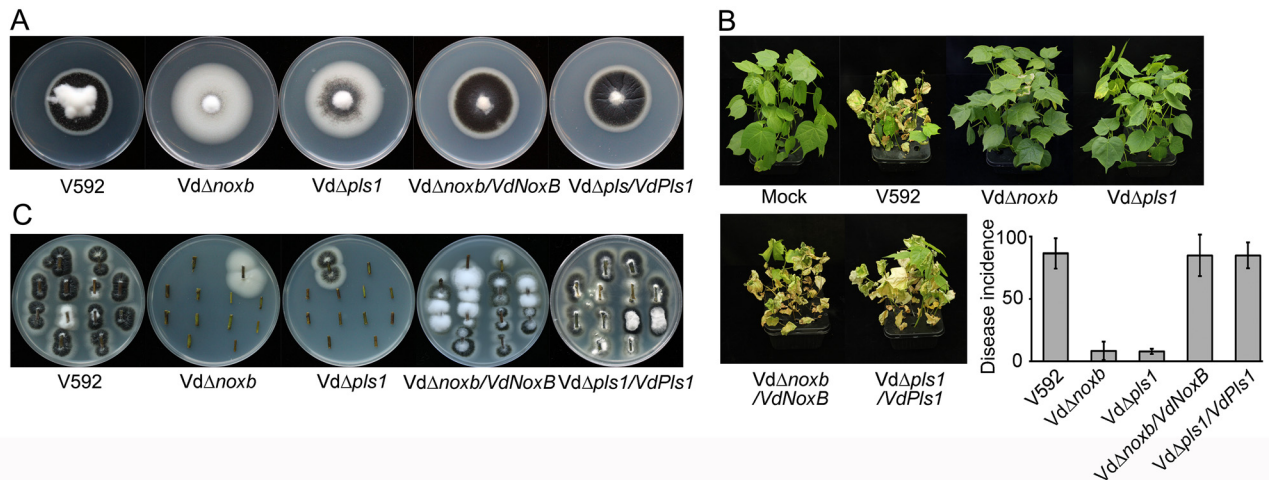 A
V592 VdΔnoxb VdΔpls1 VdΔnoxb/VdNoxB VdΔpls/VdPls1
B
Mock V592 VdΔnoxb VdΔpls1
VdΔnoxb VdΔpls1
/VdNoxB /VdPls1
Disease incidence
100
50
0
V592
VdΔnoxb
VdΔpls1
VdΔnoxb/VdNoxB
VdΔpls1/VdPls1
C
V592 VdΔnoxb VdΔpls1 VdΔnoxb/VdNoxB VdΔpls1/VdPls1